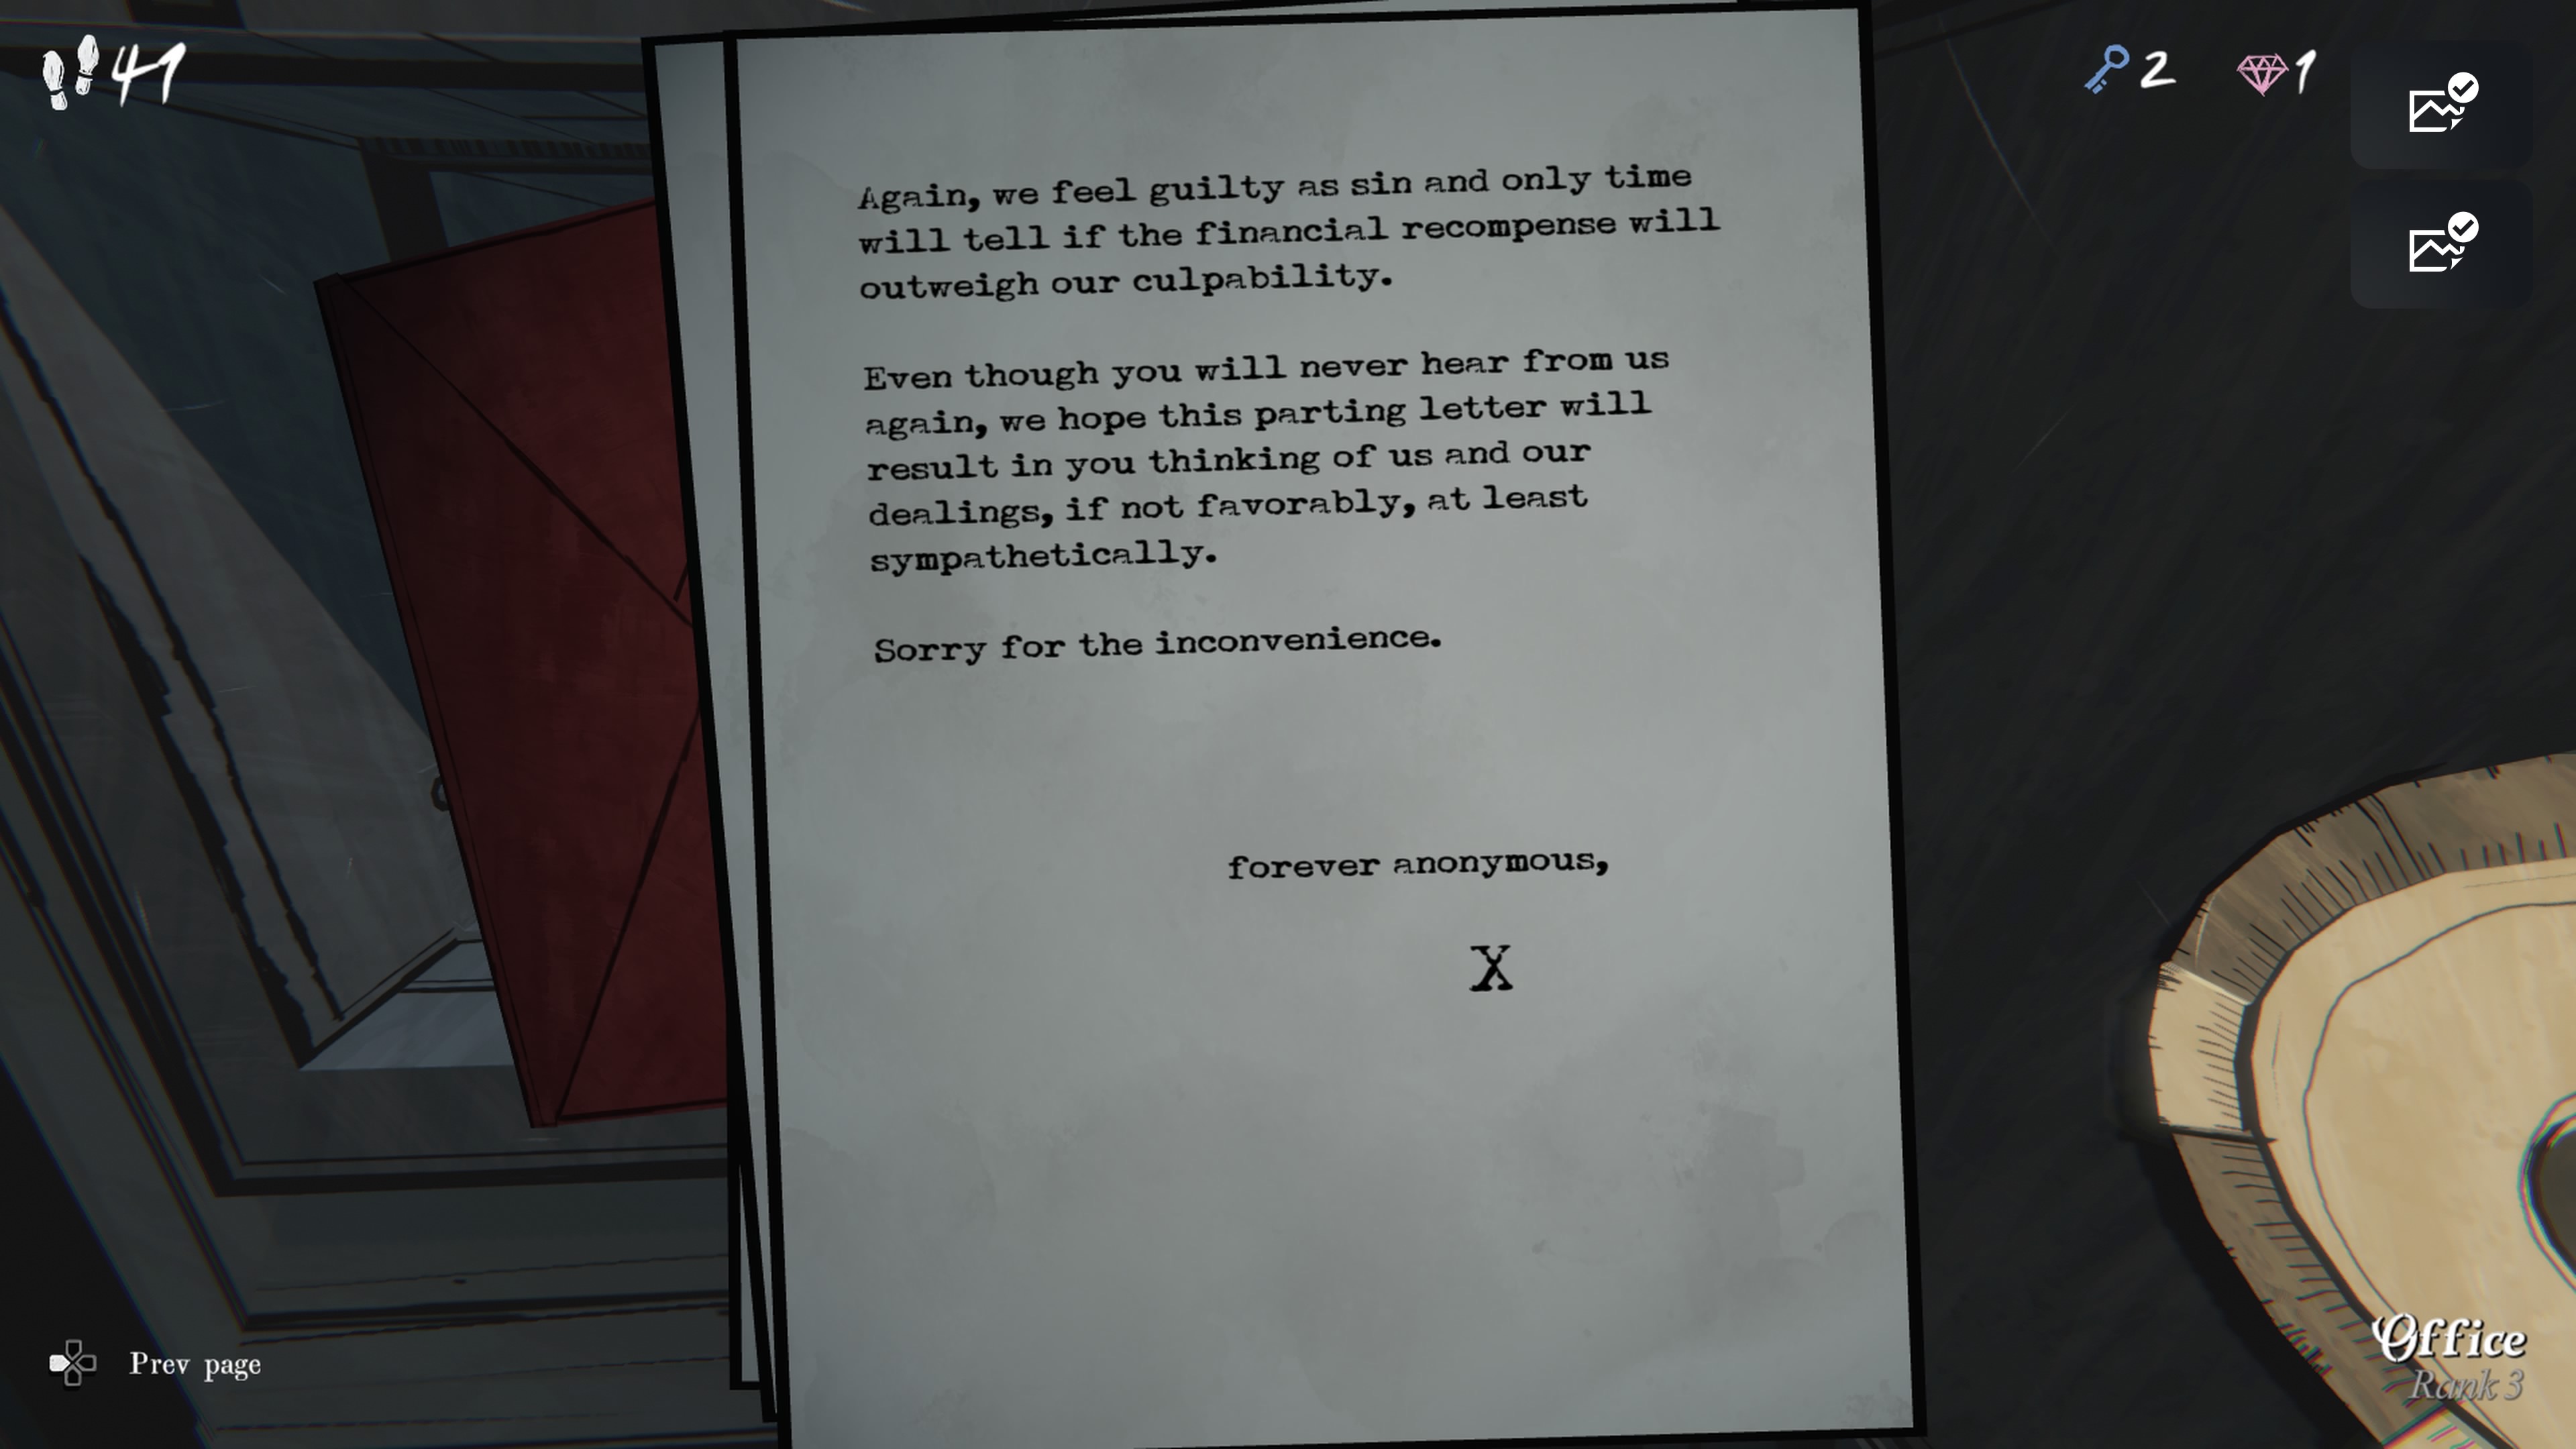 41
2
1
Again, we feel guilty as sin and only time
will tell if the financial recompense will
outweigh our culpability.
Even though you will never hear from us
again, we hope this parting letter will
result in you thinking of us and our
dealings, if not favorably, at least
sympathetically.
Sorry for the inconvenience.
forever anonymous,
X
Prev page
Office
Rank 3